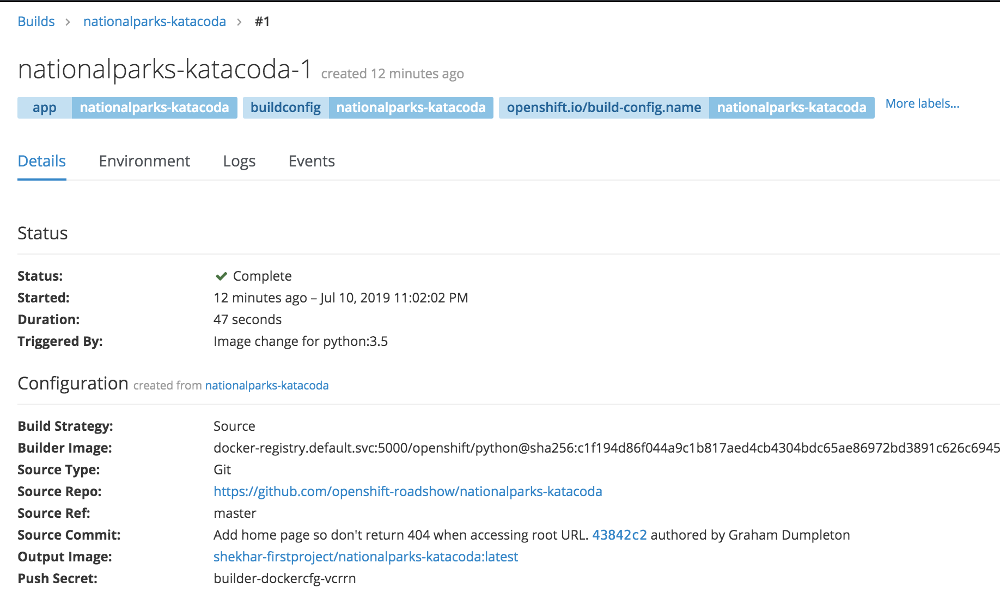 Builds > nationalparks-katacoda > #1
nationalparks-katacoda-1 created 12 minutes ago
app nationalparks-katacoda buildconfig nationalparks-katacoda openshift.io/build-config.name nationalparks-katacoda More labels...
Details Environment Logs Events
Status
Status: Complete
Started: 12 minutes ago – Jul 10, 2019 11:02:02 PM
Duration: 47 seconds
Triggered By: Image change for python:3.5
Configuration created from nationalparks-katacoda
Build Strategy: Source
Builder Image: docker-registry.default.svc:5000/openshift/python@sha256:c1f194d86f044a9c1b817aed4cb4304bdc65ae86972bd3891c626c6945
Source Type: Git
Source Repo: https://github.com/openshift-roadshow/nationalparks-katacoda
Source Ref: master
Source Commit: Add home page so don't return 404 when accessing root URL. 43842c2 authored by Graham Dumpleton
Output Image: shekhar-firstproject/nationalparks-katacoda:latest
Push Secret: builder-dockercfg-vcrrn